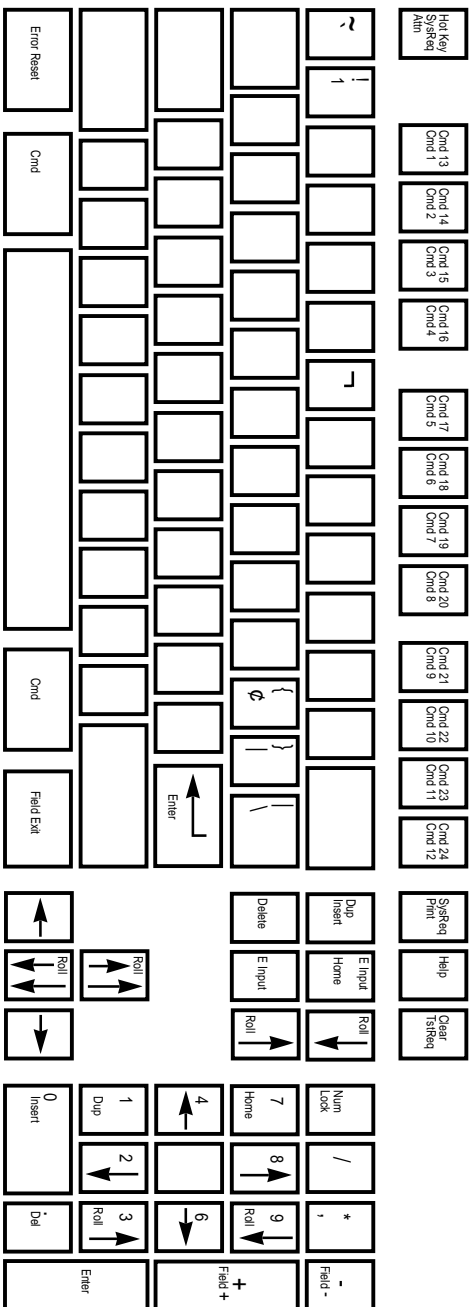 Hot Key
SysReq
Attn
Cmd 13
Cmd 1
Cmd 14
Cmd 2
Cmd 15
Cmd 3
Cmd 16
Cmd 4
Cmd 17
Cmd 5
Cmd 18
Cmd 6
Cmd 19
Cmd 7
Cmd 20
Cmd 8
Cmd 21
Cmd 9
Cmd 22
Cmd 10
Cmd 23
Cmd 11
Cmd 24
Cmd 12
SysReq
Print
Help
Clear
TstReq
~
`
!
1
¬
Dup
Insert
E Input
Home
Roll
Num
Lock
/
*
,
-
Field -
{
¢
}
|
|
\
Delete
E Input
Roll
7
Home
8
9
Roll
+
Field +
Enter
4
6
Roll
1
Dup
2
3
Roll
Enter
Error Reset
Cmd
Cmd
Field Exit
Roll
0
Insert
.
Del